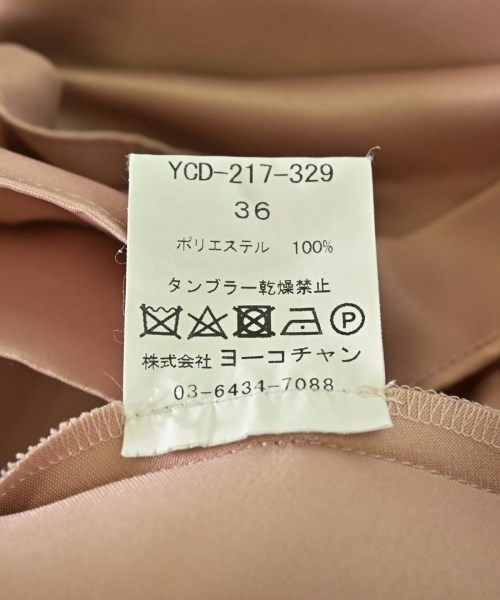 YCD-217-329
36
ポリエステル 100%
タンブラー乾燥禁止
P
株式会社 ヨーコチャン
03-6434-7088